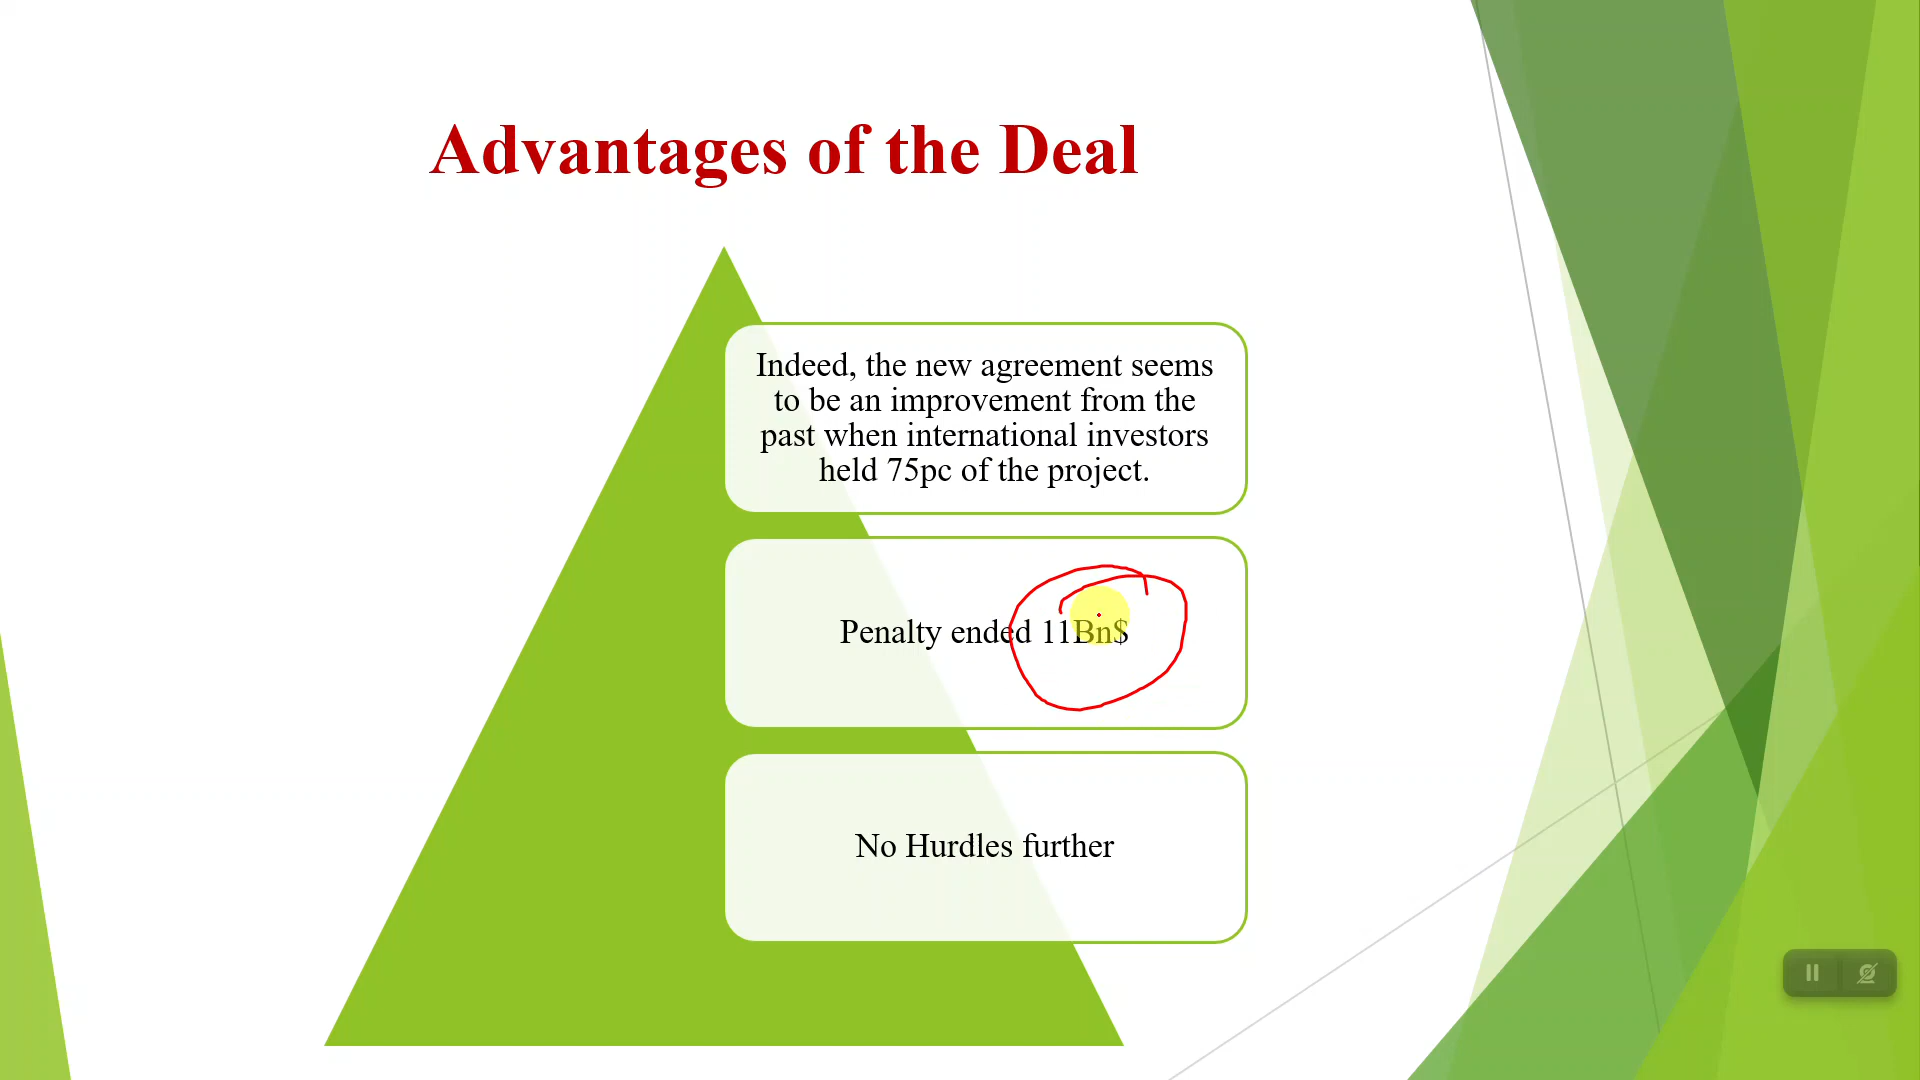 Advantages of the Deal
Indeed, the new agreement seems
to be an improvement from the
past when international investors
held 75pc of the project.
Penalty ended 11Bn$
No Hurdles further